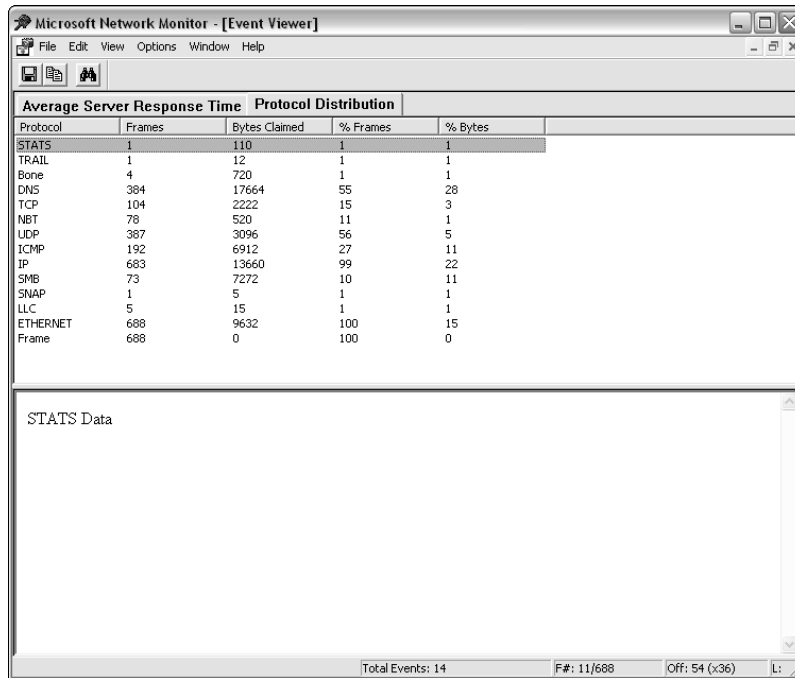 Microsoft Network Monitor - [Event Viewer]
File Edit View Options Window Help
Average Server Response Time Protocol Distribution
Protocol Frames Bytes Claimed % Frames % Bytes
STATS 1 110 1 1
TRAIL 1 12 1 1
Bone 4 720 1 1
DNS 384 17664 55 28
TCP 104 2222 15 3
NBT 78 520 11 1
UDP 387 3096 56 5
ICMP 192 6912 27 11
IP 683 13660 99 22
SMB 73 7272 10 11
SNAP 1 5 1 1
LLC 5 15 1 1
ETHERNET 688 9632 100 15
Frame 688 0 100 0
STATS Data
Total Events: 14 F#: 11/688 Off: 54 (x36) L: